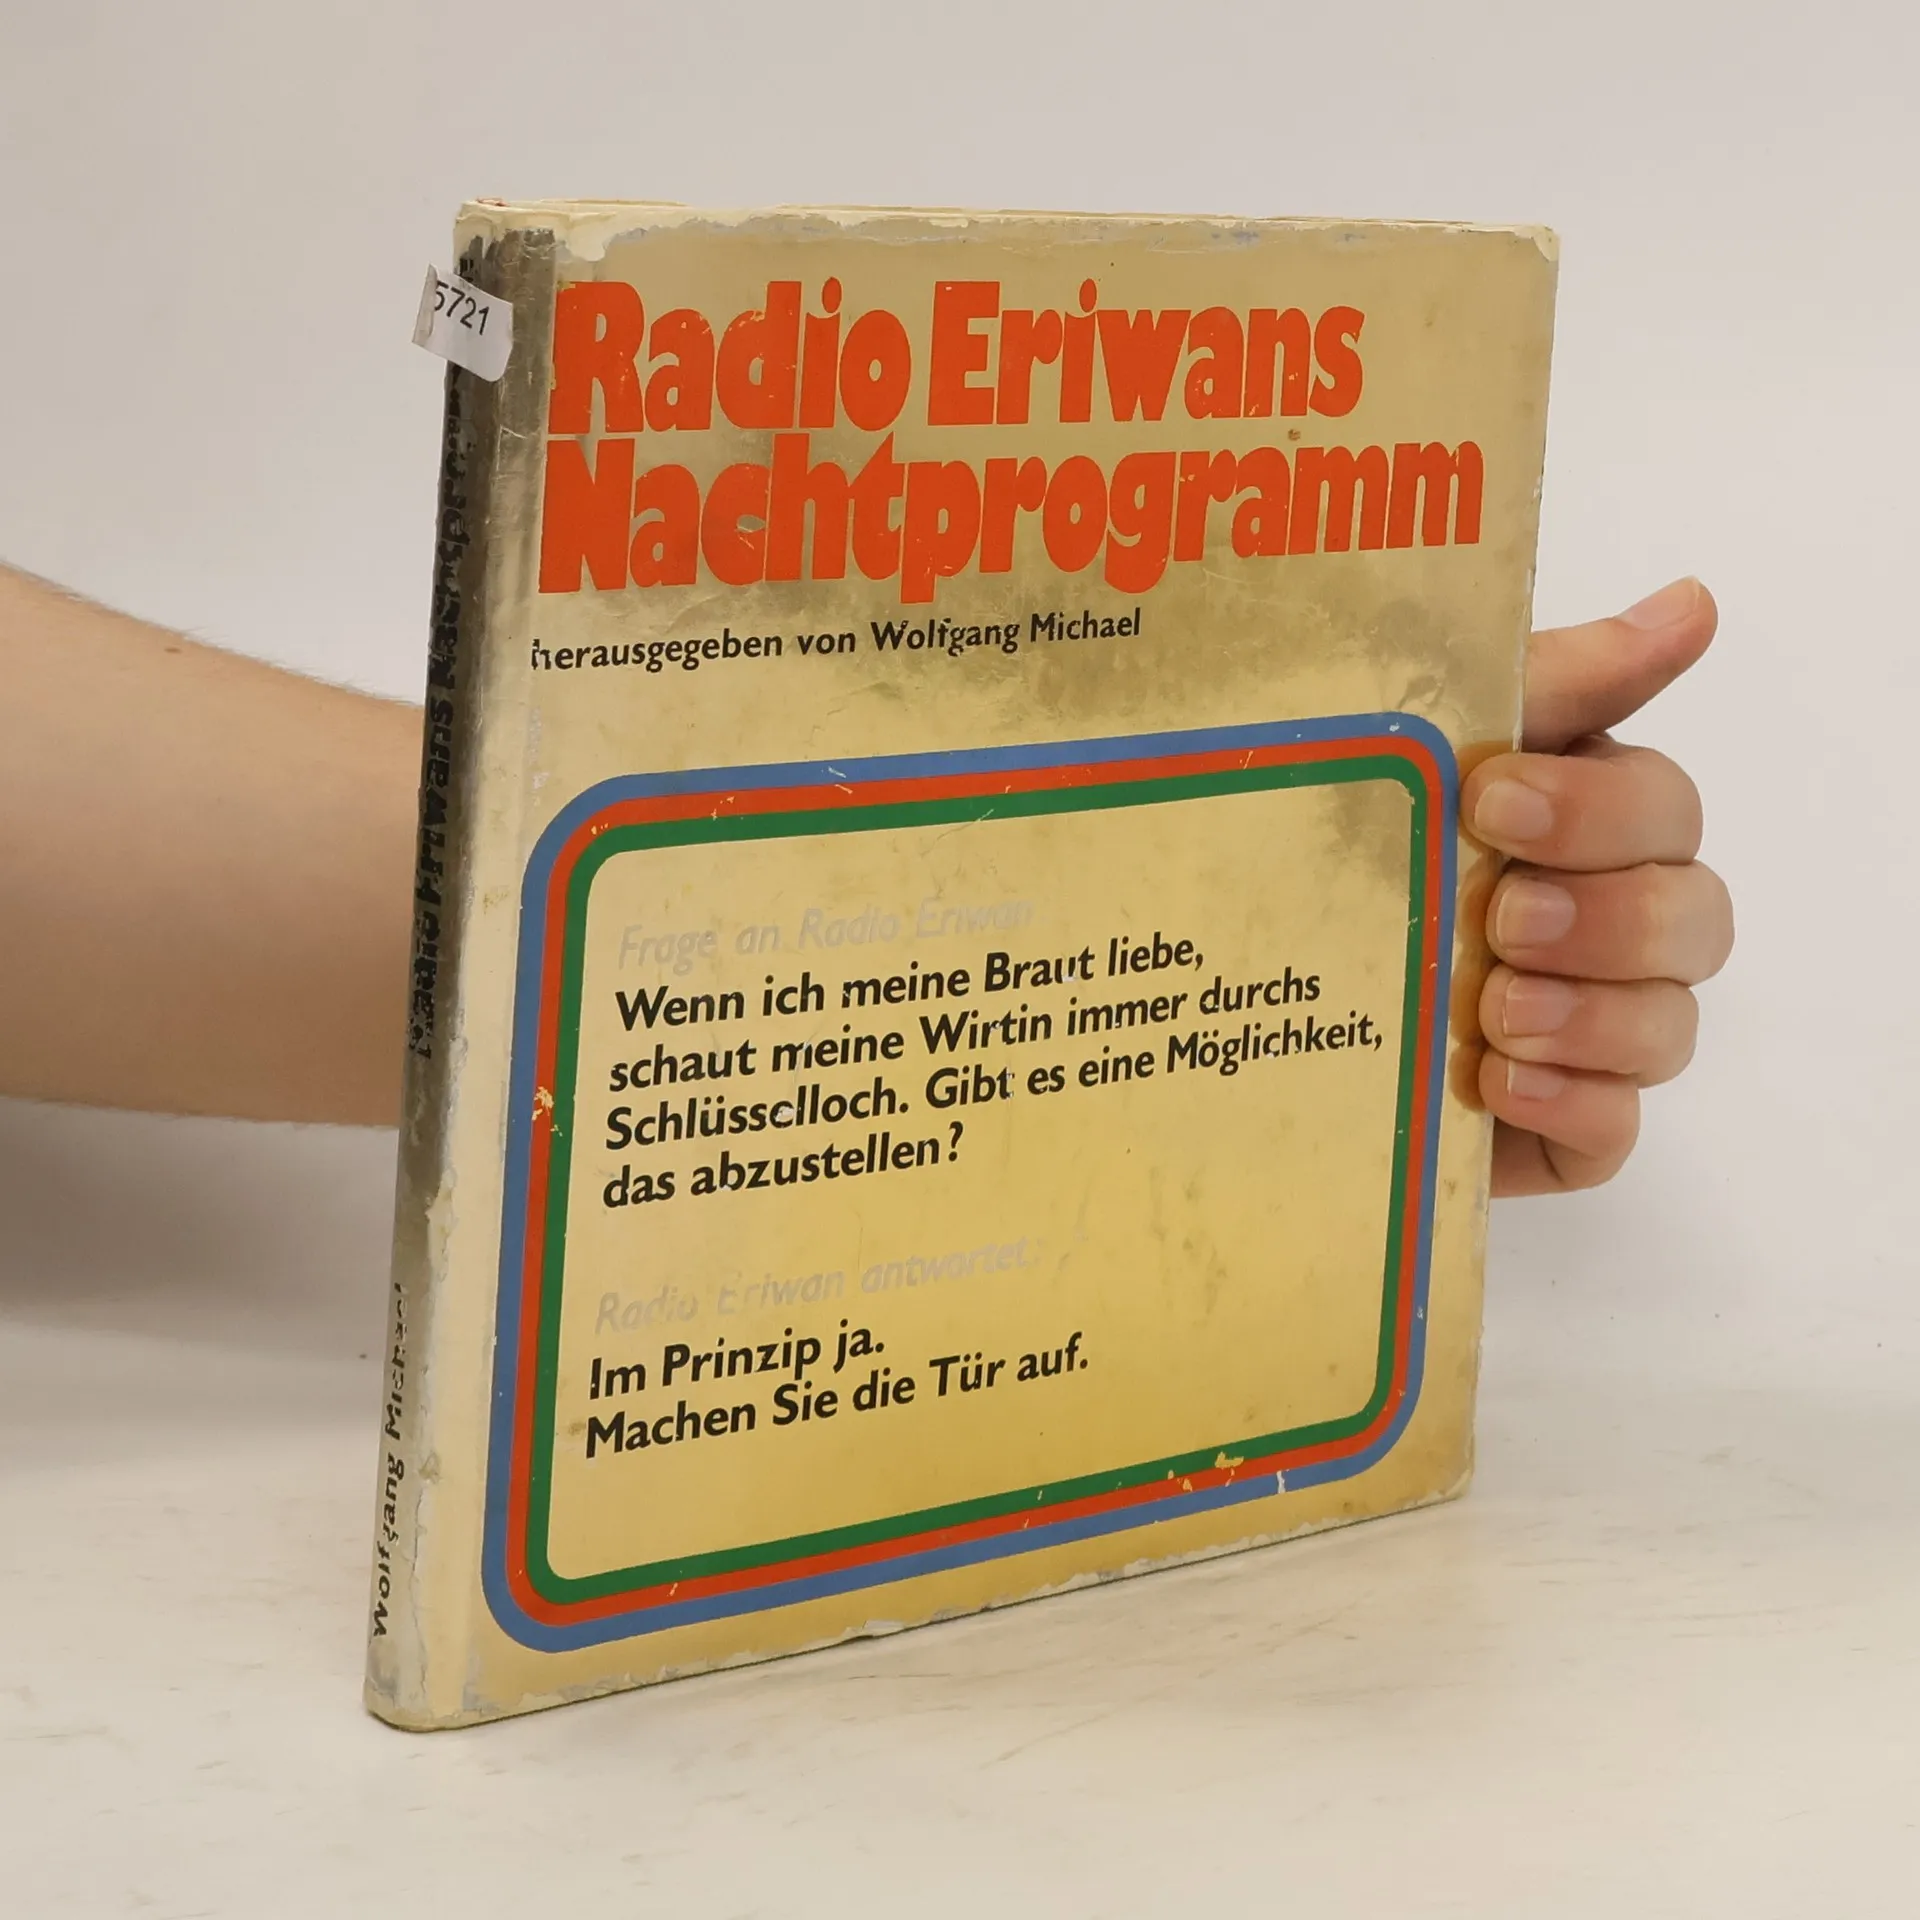 5721
Radio Eriwans
Nachtprogramm
herausgegeben von Wolfgang Michael
Frage an Radio Eriwan
Wenn ich meine Braut liebe,
schaut meine Wirtin immer durchs
Schlüsselloch. Gibt es eine Möglichkeit,
das abzustellen?
Radio Eriwan antwortet:
Im Prinzip ja.
Machen Sie die Tür auf.
Wolfgang Michael
Radio Eriwans Nachtprogramm